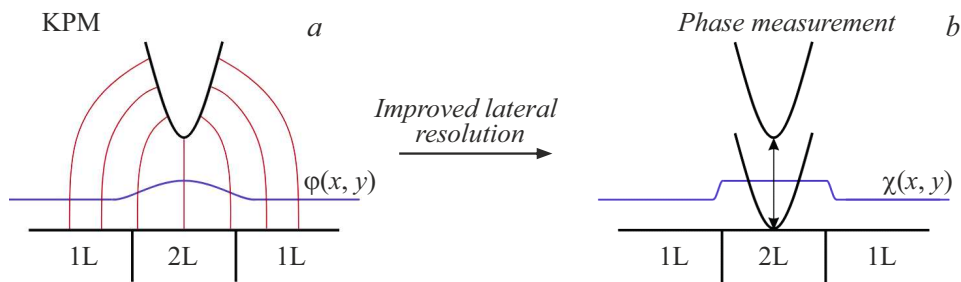 KPM
a
φ(x, y)
1L
2L
1L
Improved lateral
resolution
Phase measurement
b
χ(x, y)
1L
2L
1L